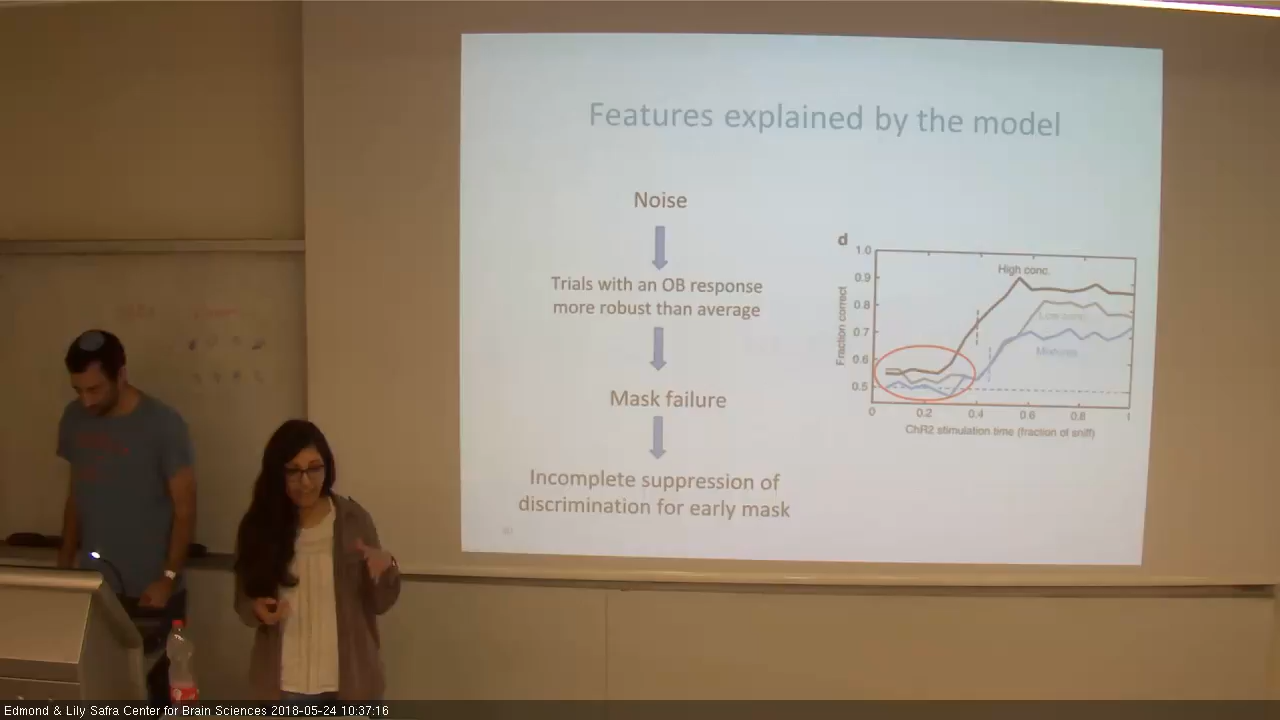 Features explained by the model
Noise
Trials with an OB response
more robust than average
Mask failure
Incomplete suppression of
discrimination for early mask
d
1.0
0.9
0.8
0.7
0.6
0.5
Fraction correct
High conc.
Low conc.
Mixtures
0
0.2
0.4
0.6
0.8
1
ChR2 stimulation time (fraction of sniff)
Edmond & Lily Safra Center for Brain Sciences 2018-05-24 10:37:16